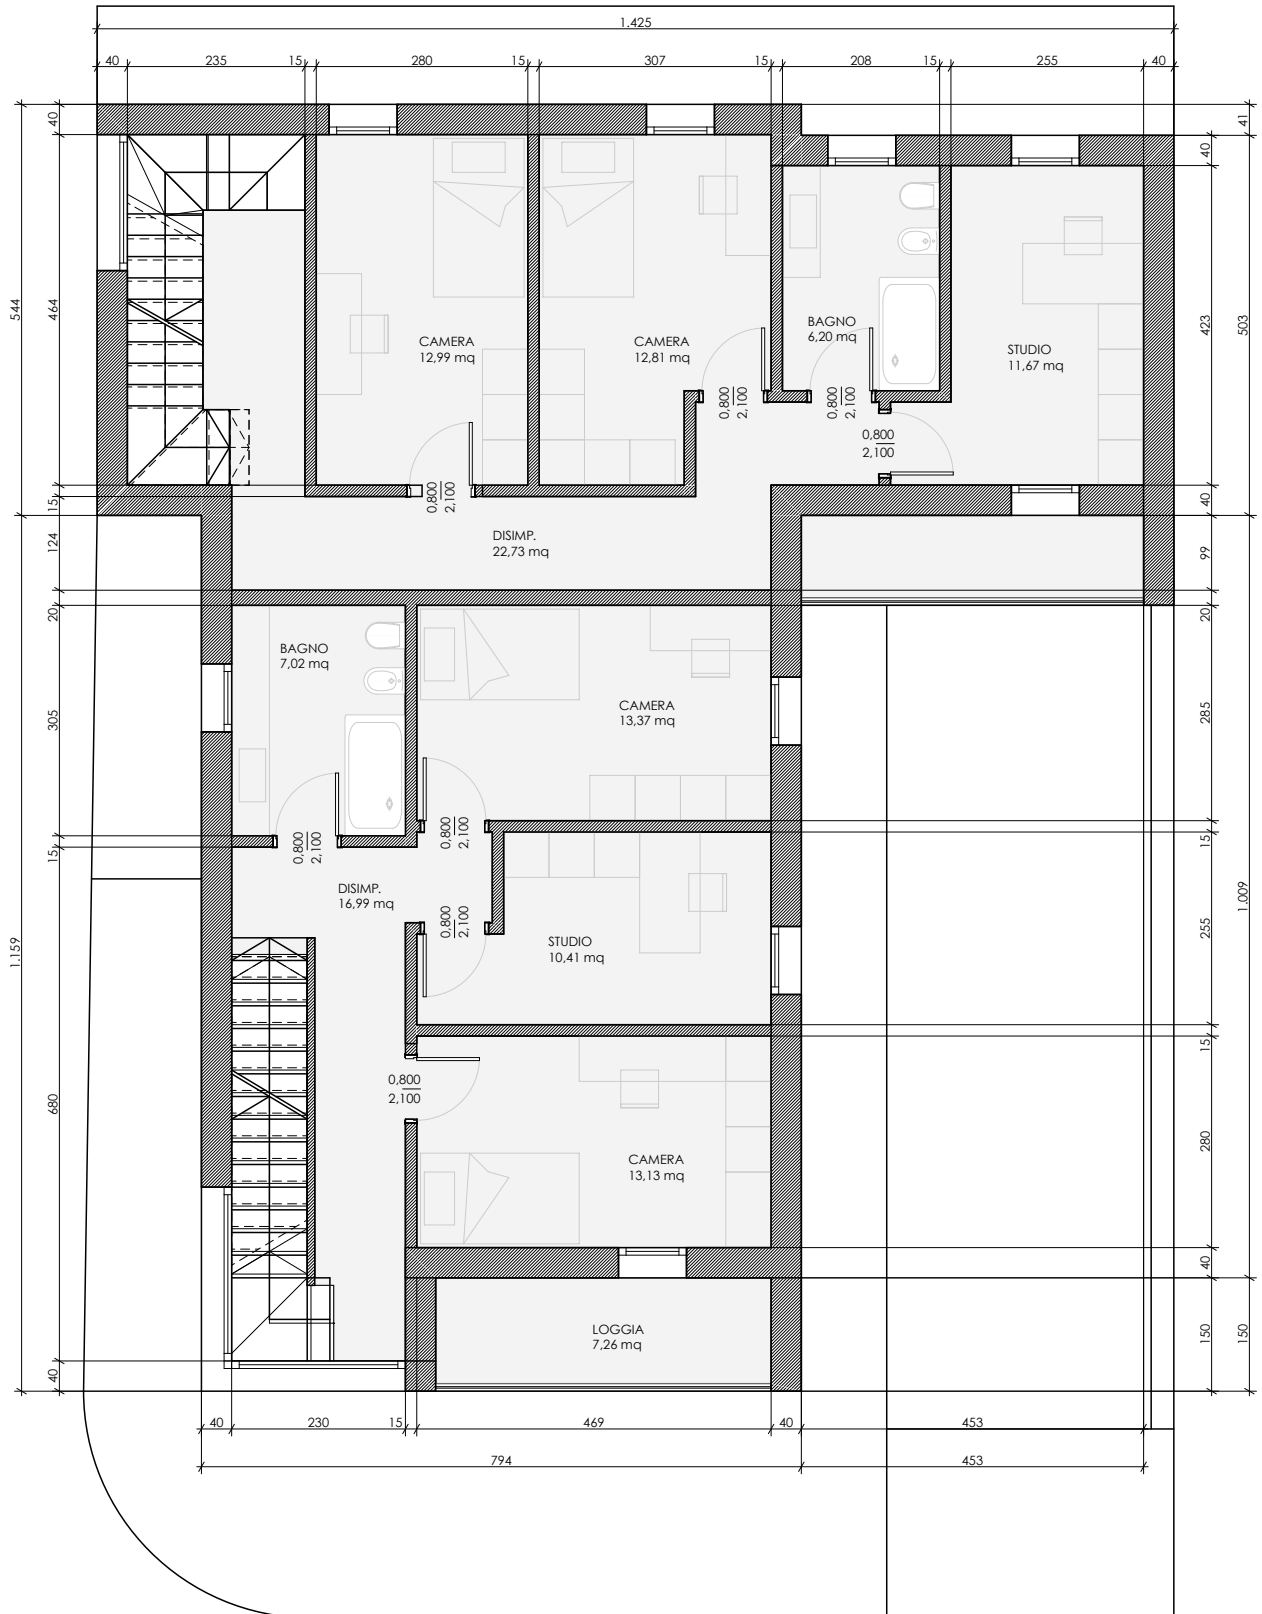 1.425
40 235 15 280 15 307 15 208 15 255 40
40
41
40
544
464
423
503
CAMERA
12,99 mq
CAMERA
12,81 mq
BAGNO
6,20 mq
STUDIO
11,67 mq
0,800
2,100
0,800
2,100
0,800
2,100
0,800
2,100
15
40
124
DISIMP.
22,73 mq
99
20
20
BAGNO
7,02 mq
CAMERA
13,37 mq
305
285
0,800
2,100
0,800
2,100
15
15
DISIMP.
16,99 mq
1.009
0,800
2,100
STUDIO
10,41 mq
255
1.159
15
0,800
2,100
680
280
CAMERA
13,13 mq
40
LOGGIA
7,26 mq
150
150
40
40 230 15 469 40 453
794 453